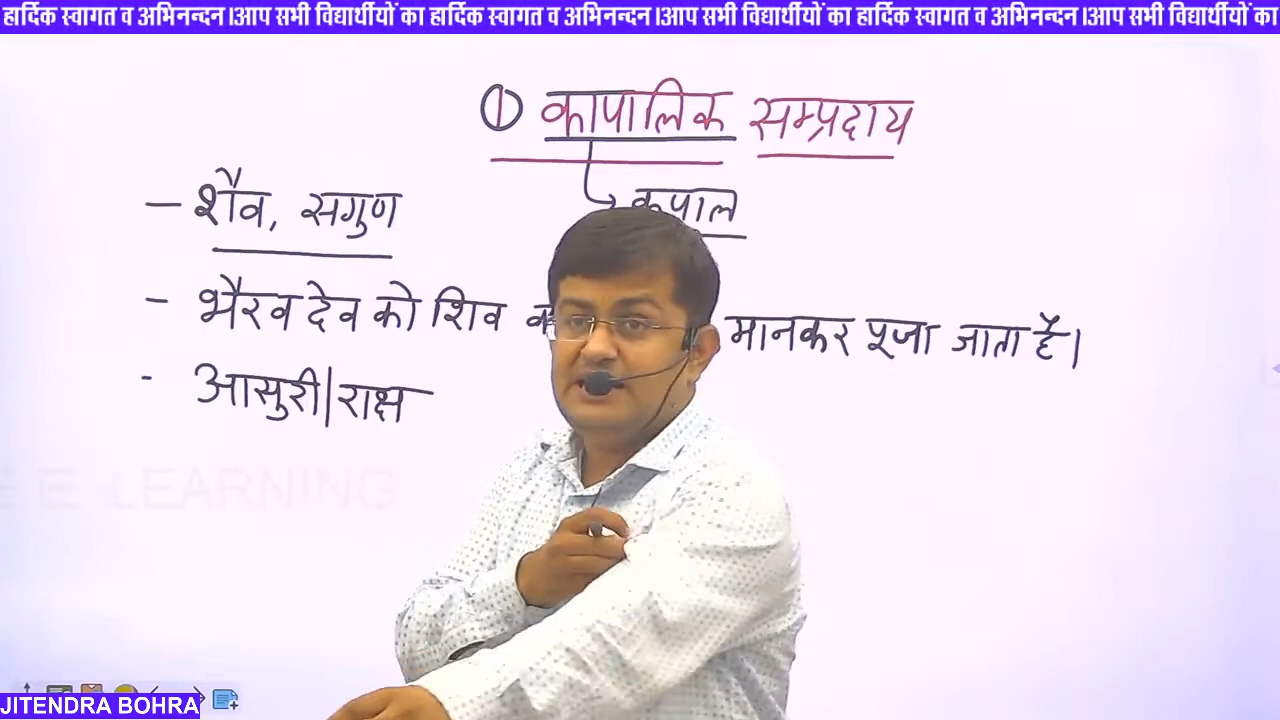 हार्दिक स्वागत व अभिनन्दन।आप सभी विद्यार्थीयों का हार्दिक स्वागत व अभिनन्दन।आप सभी विद्यार्थीयों का हार्दिक स्वागत व अभिनन्दन।आप सभी विद्यार्थीयों का
① कापालिक सम्प्रदाय
कपाल
– शैव, सगुण
– भैरव देव को शिव मानकर पूजा जाता है।
- आसुरी|राक्ष
E LEARNING
JITENDRA BOHRA